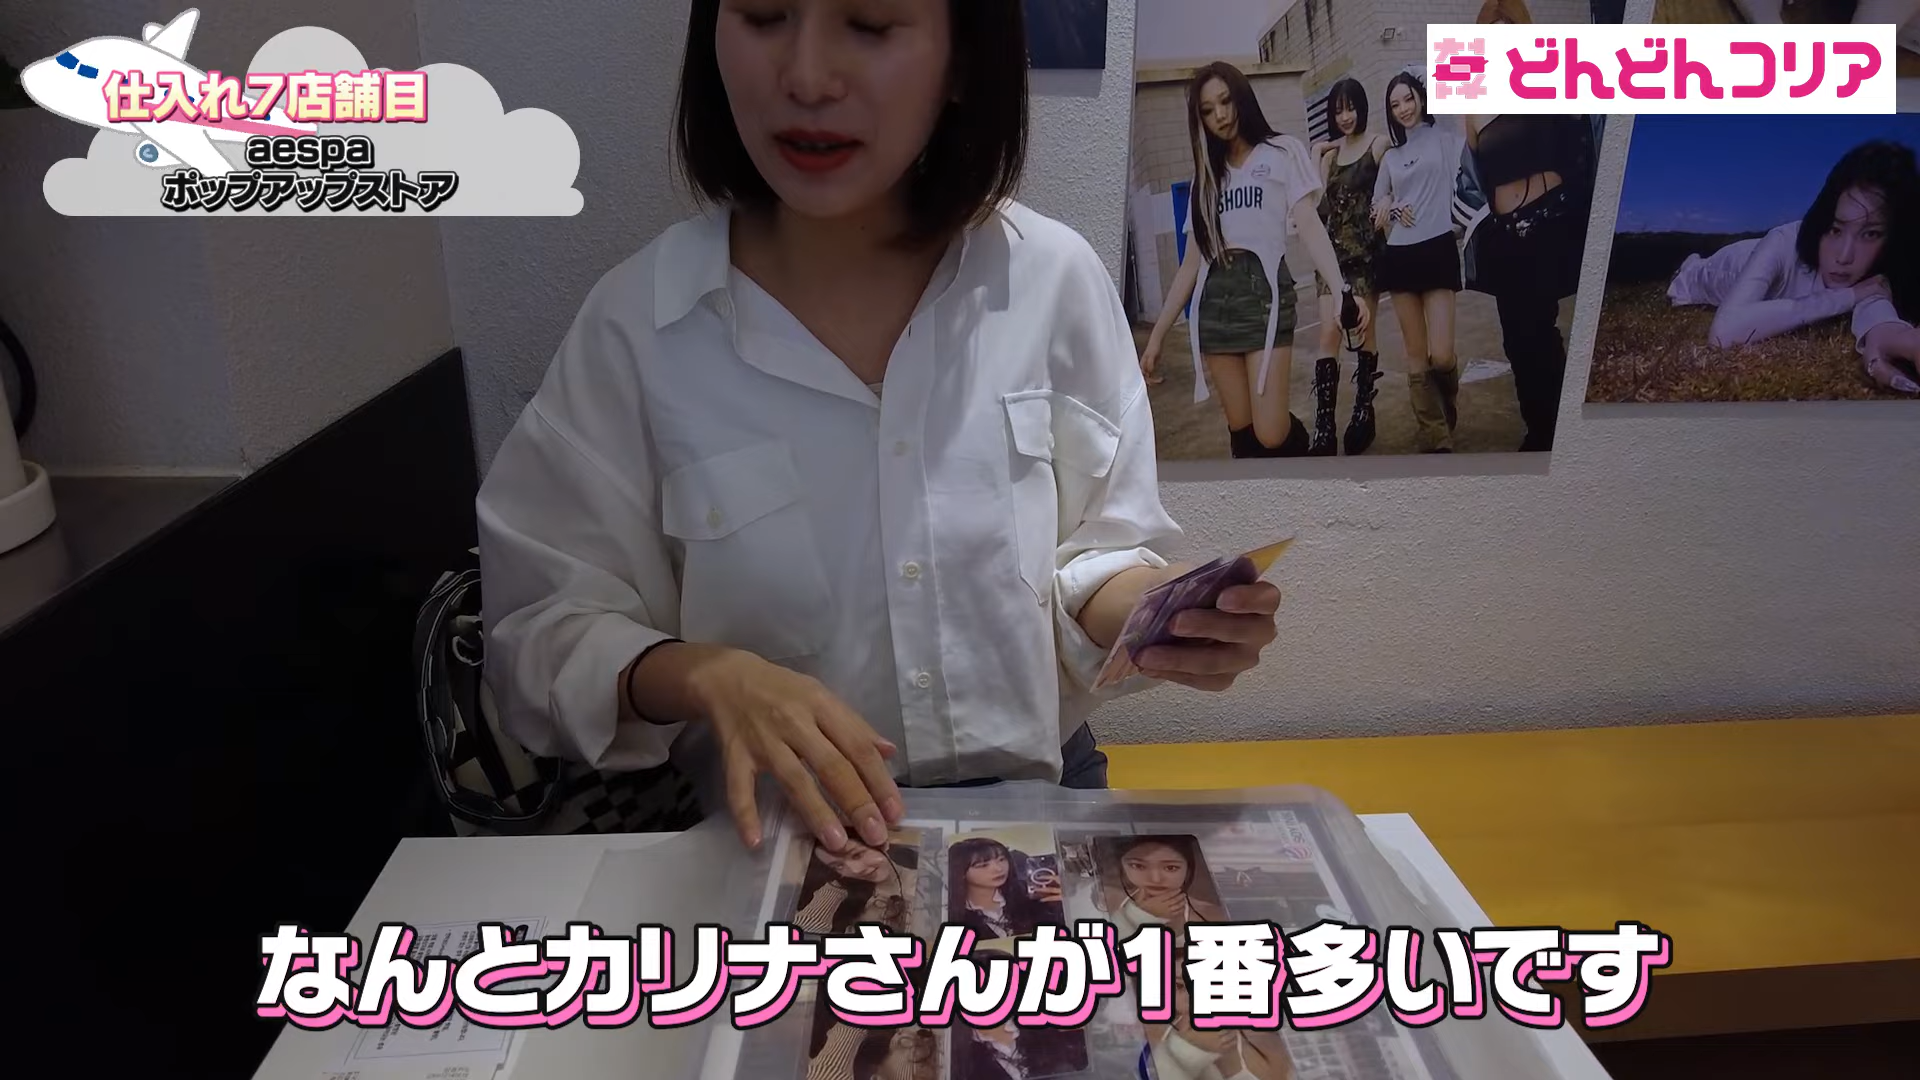 仕入れ7店舗目
aespa
ポップアップストア
どんどんコリア
SHOUR
なんとカリナさんが1番多いです